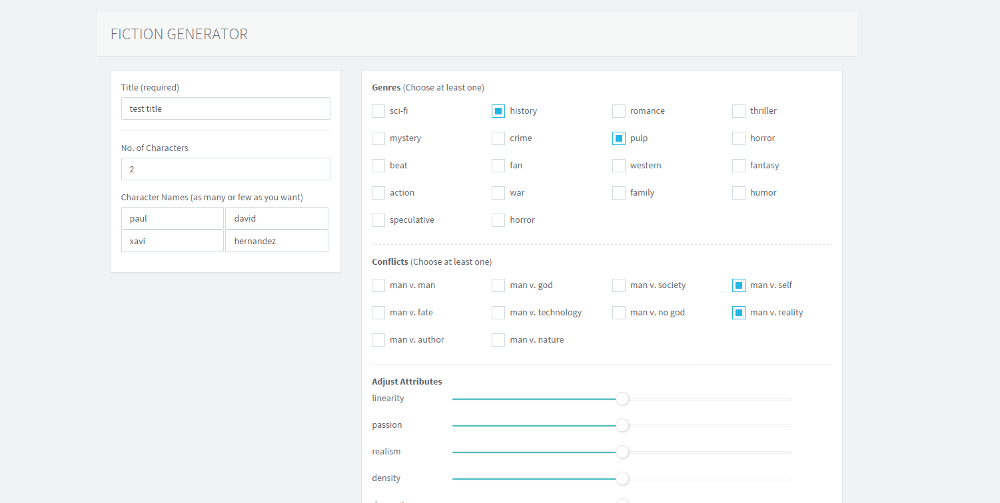 FICTION GENERATOR
Title (required)
test title
No. of Characters
2
Character Names (as many or few as you want)
paul david
xavi hernandez
Genres (Choose at least one)
sci-fi history romance thriller
mystery crime pulp horror
beat fan western fantasy
action war family humor
speculative horror
Conflicts (Choose at least one)
man v. man man v. god man v. society man v. self
man v. fate man v. technology man v. no god man v. reality
man v. author man v. nature
Adjust Attributes
linearity
passion
realism
density